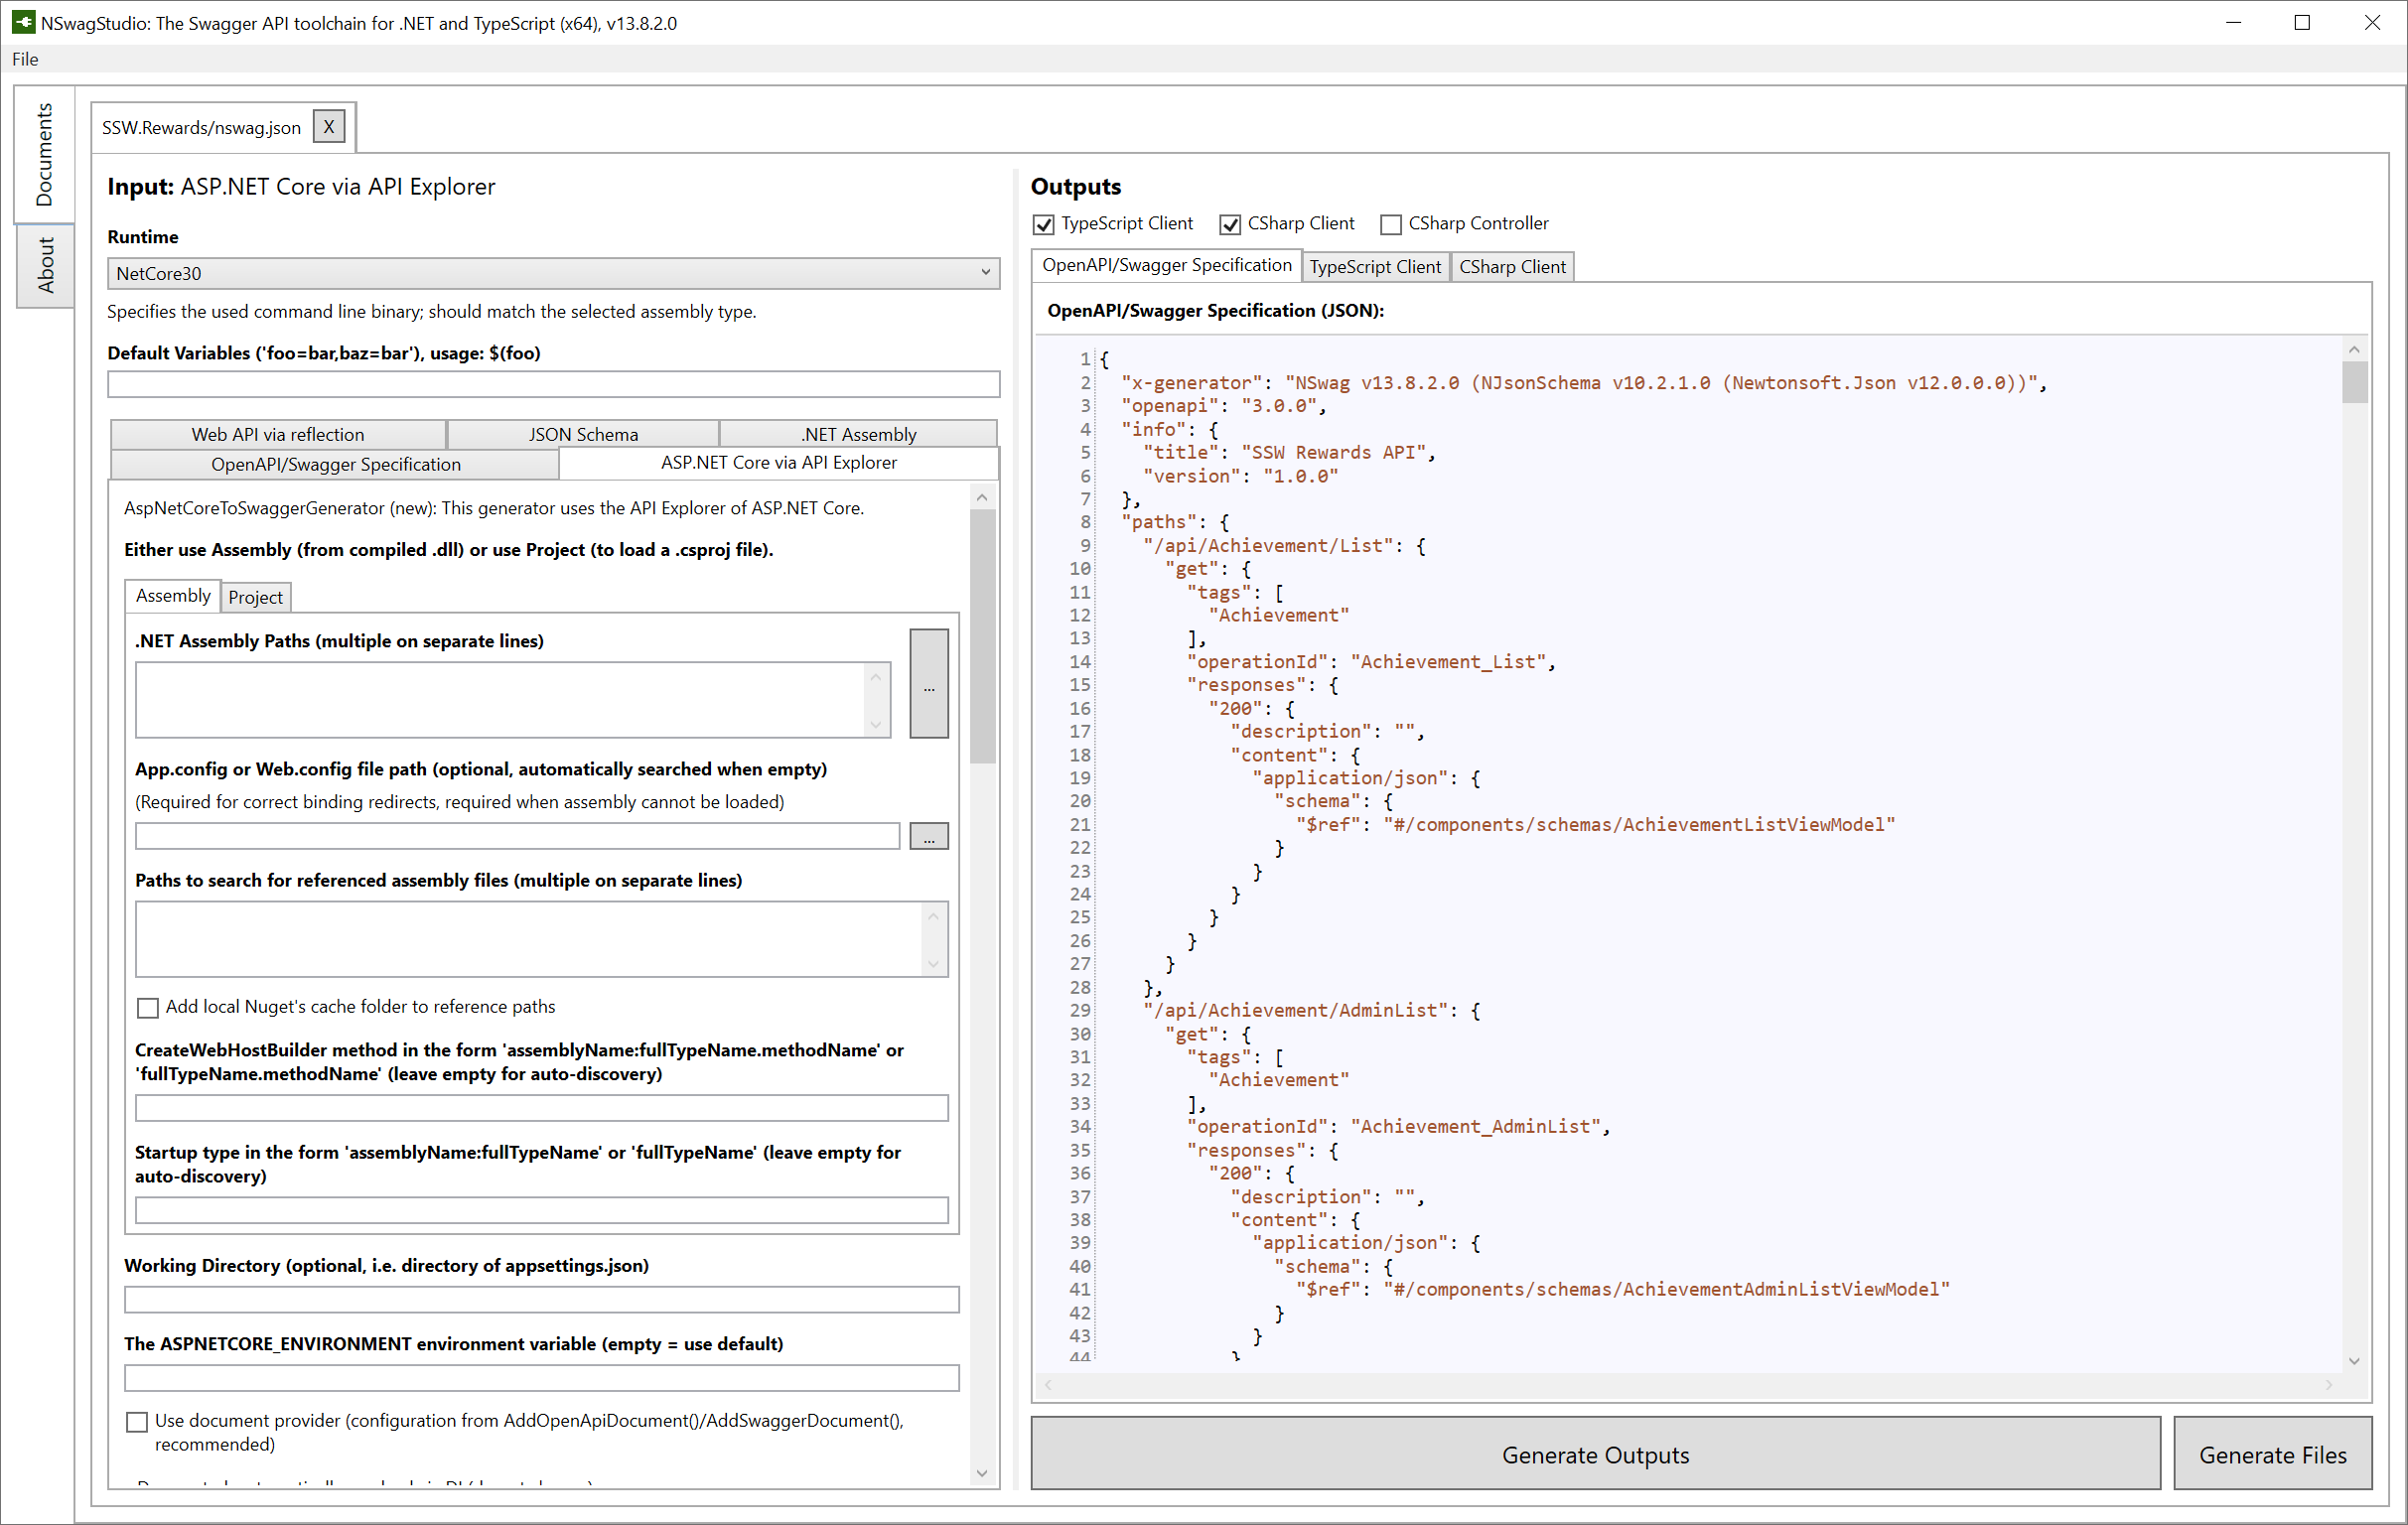 NSwagStudio: The Swagger API toolchain for .NET and TypeScript (x64), v13.8.2.0
File
Documents
About
SSW.Rewards/nswag.json
X
Input: ASP.NET Core via API Explorer
Runtime
NetCore30
Specifies the used command line binary; should match the selected assembly type.
Default Variables ('foo=bar,baz=bar'), usage: $(foo)
Web API via reflection
JSON Schema
.NET Assembly
OpenAPI/Swagger Specification
ASP.NET Core via API Explorer
AspNetCoreToSwaggerGenerator (new): This generator uses the API Explorer of ASP.NET Core.
Either use Assembly (from compiled .dll) or use Project (to load a .csproj file).
Assembly
Project
.NET Assembly Paths (multiple on separate lines)
...
App.config or Web.config file path (optional, automatically searched when empty)
(Required for correct binding redirects, required when assembly cannot be loaded)
...
Paths to search for referenced assembly files (multiple on separate lines)
Add local Nuget's cache folder to reference paths
CreateWebHostBuilder method in the form 'assemblyName:fullTypeName.methodName' or
'fullTypeName.methodName' (leave empty for auto-discovery)
Startup type in the form 'assemblyName:fullTypeName' or 'fullTypeName' (leave empty for
auto-discovery)
Working Directory (optional, i.e. directory of appsettings.json)
The ASPNETCORE_ENVIRONMENT environment variable (empty = use default)
Use document provider (configuration from AddOpenApiDocument()/AddSwaggerDocument(),
recommended)
Outputs
TypeScript Client
CSharp Client
CSharp Controller
OpenAPI/Swagger Specification
TypeScript Client
CSharp Client
OpenAPI/Swagger Specification (JSON):
1 {
2 "x-generator": "NSwag v13.8.2.0 (NJsonSchema v10.2.1.0 (Newtonsoft.Json v12.0.0.0))",
3 "openapi": "3.0.0",
4 "info": {
5 "title": "SSW Rewards API",
6 "version": "1.0.0"
7 },
8 "paths": {
9 "/api/Achievement/List": {
10 "get": {
11 "tags": [
12 "Achievement"
13 ],
14 "operationId": "Achievement_List",
15 "responses": {
16 "200": {
17 "description": "",
18 "content": {
19 "application/json": {
20 "schema": {
21 "$ref": "#/components/schemas/AchievementListViewModel"
22 }
23 }
24 }
25 }
26 }
27 }
28 },
29 "/api/Achievement/AdminList": {
30 "get": {
31 "tags": [
32 "Achievement"
33 ],
34 "operationId": "Achievement_AdminList",
35 "responses": {
36 "200": {
37 "description": "",
38 "content": {
39 "application/json": {
40 "schema": {
41 "$ref": "#/components/schemas/AchievementAdminListViewModel"
42 }
43 }
44 }
Generate Outputs
Generate Files